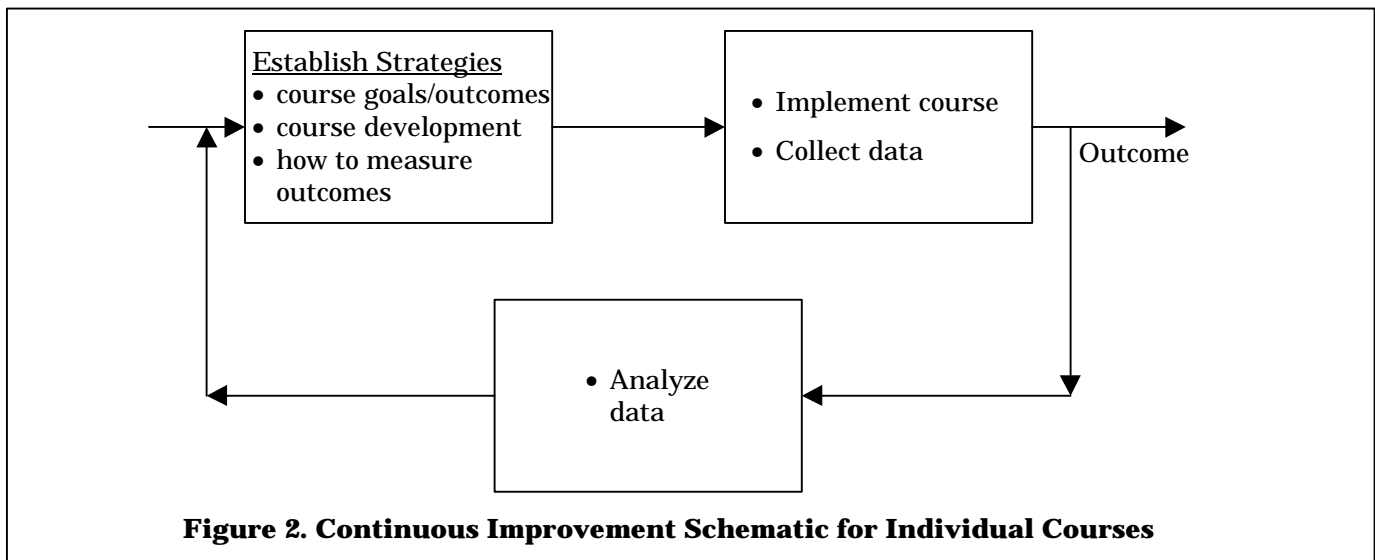 Establish Strategies
• course goals/outcomes
• course development
• how to measure
outcomes
• Implement course
• Collect data
Outcome
• Analyze
data
Figure 2. Continuous Improvement Schematic for Individual Courses